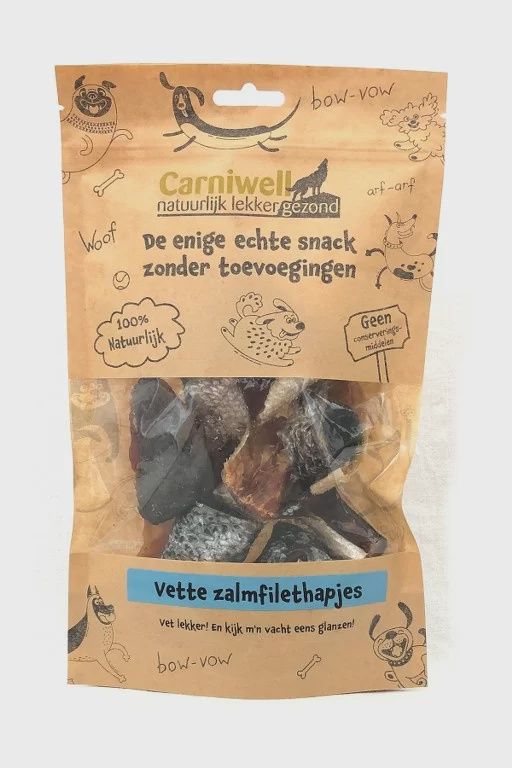 bow-vow
arf-arf
Carniwell
natuurlijk lekker gezond
Woof
De enige echte snack
zonder toevoegingen
100%
Natuurlijk
Geen
conserverings-
middelen
Vette zalmfilethapjes
Vet lekker! En kijk m'n vacht eens glanzen!
bow-vow